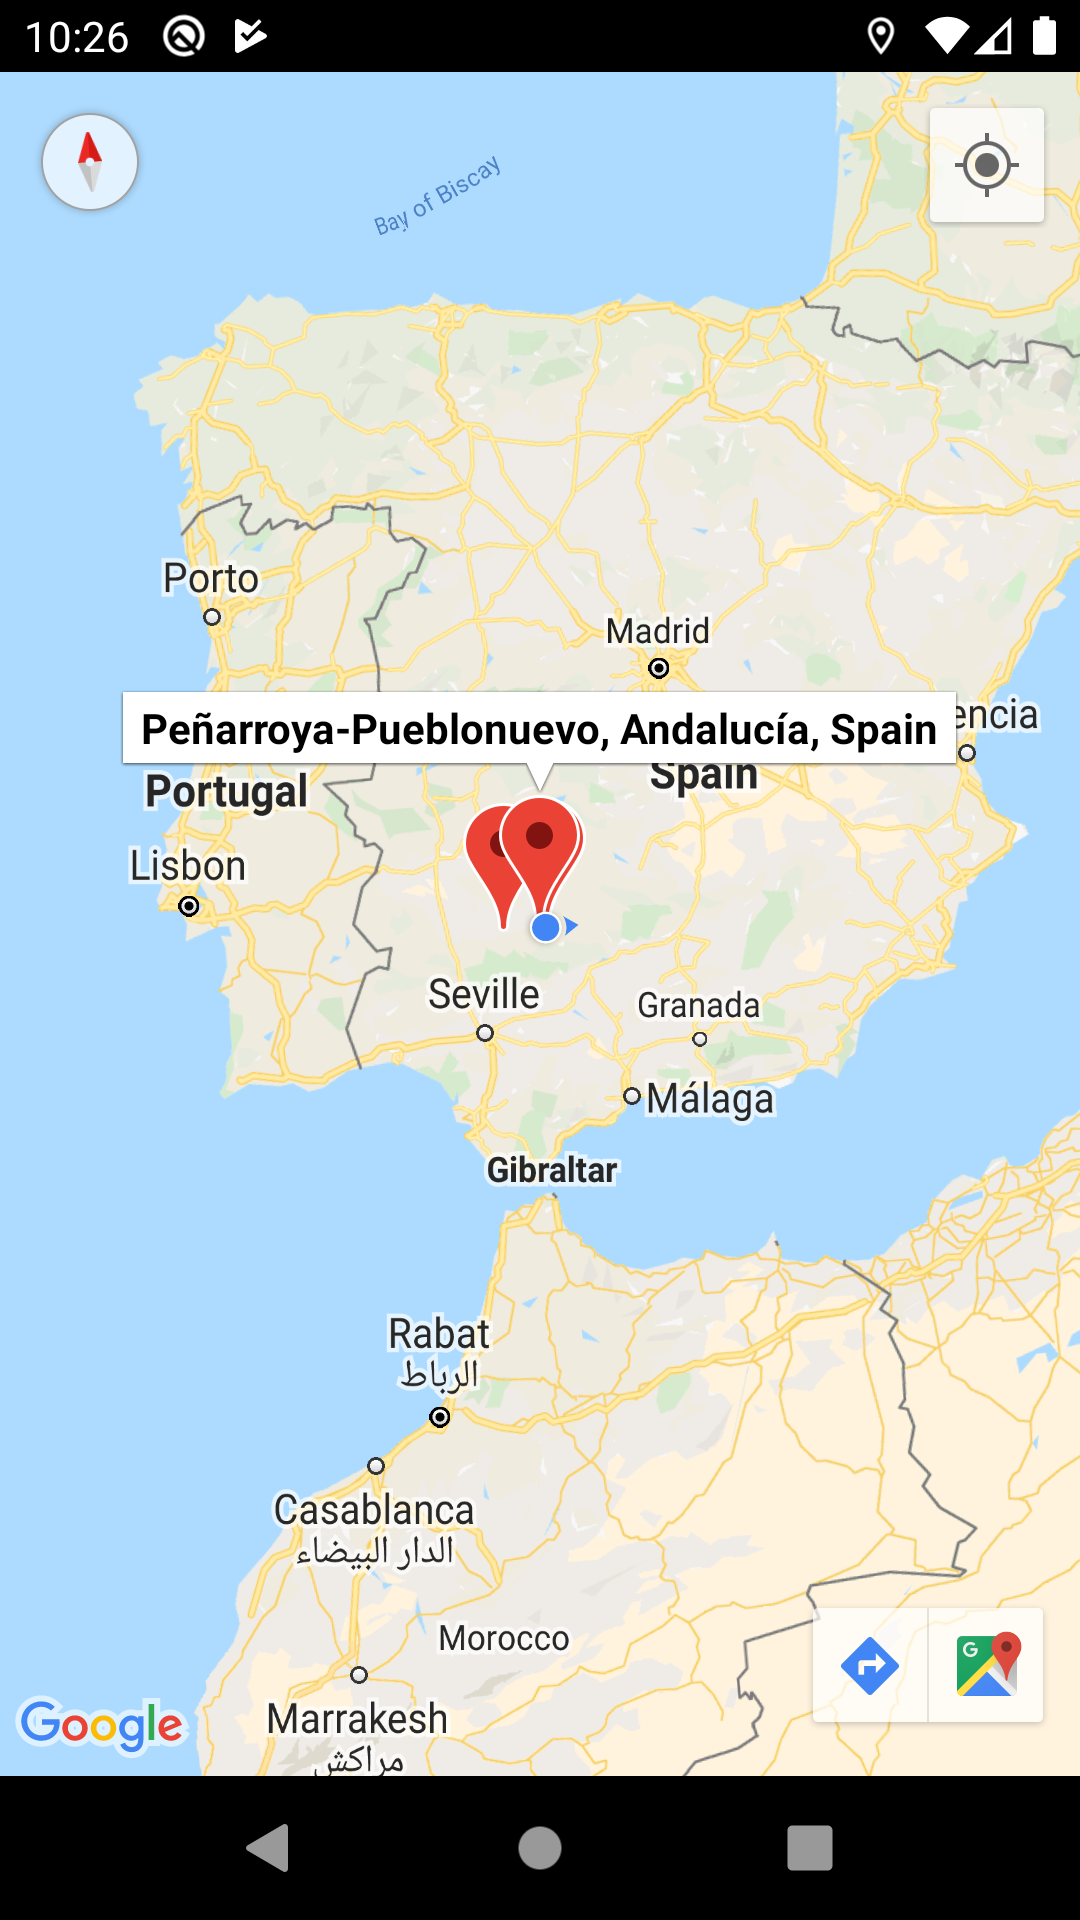 10:26
Bay of Biscay
Porto
Madrid
Peñarroya-Pueblonuevo, Andalucía, Spain
encia
Spain
Portugal
Lisbon
Seville
Granada
Málaga
Gibraltar
Rabat
الرباط
Casablanca
الدار البيضاء
Morocco
G
Google
Marrakesh
مراكش